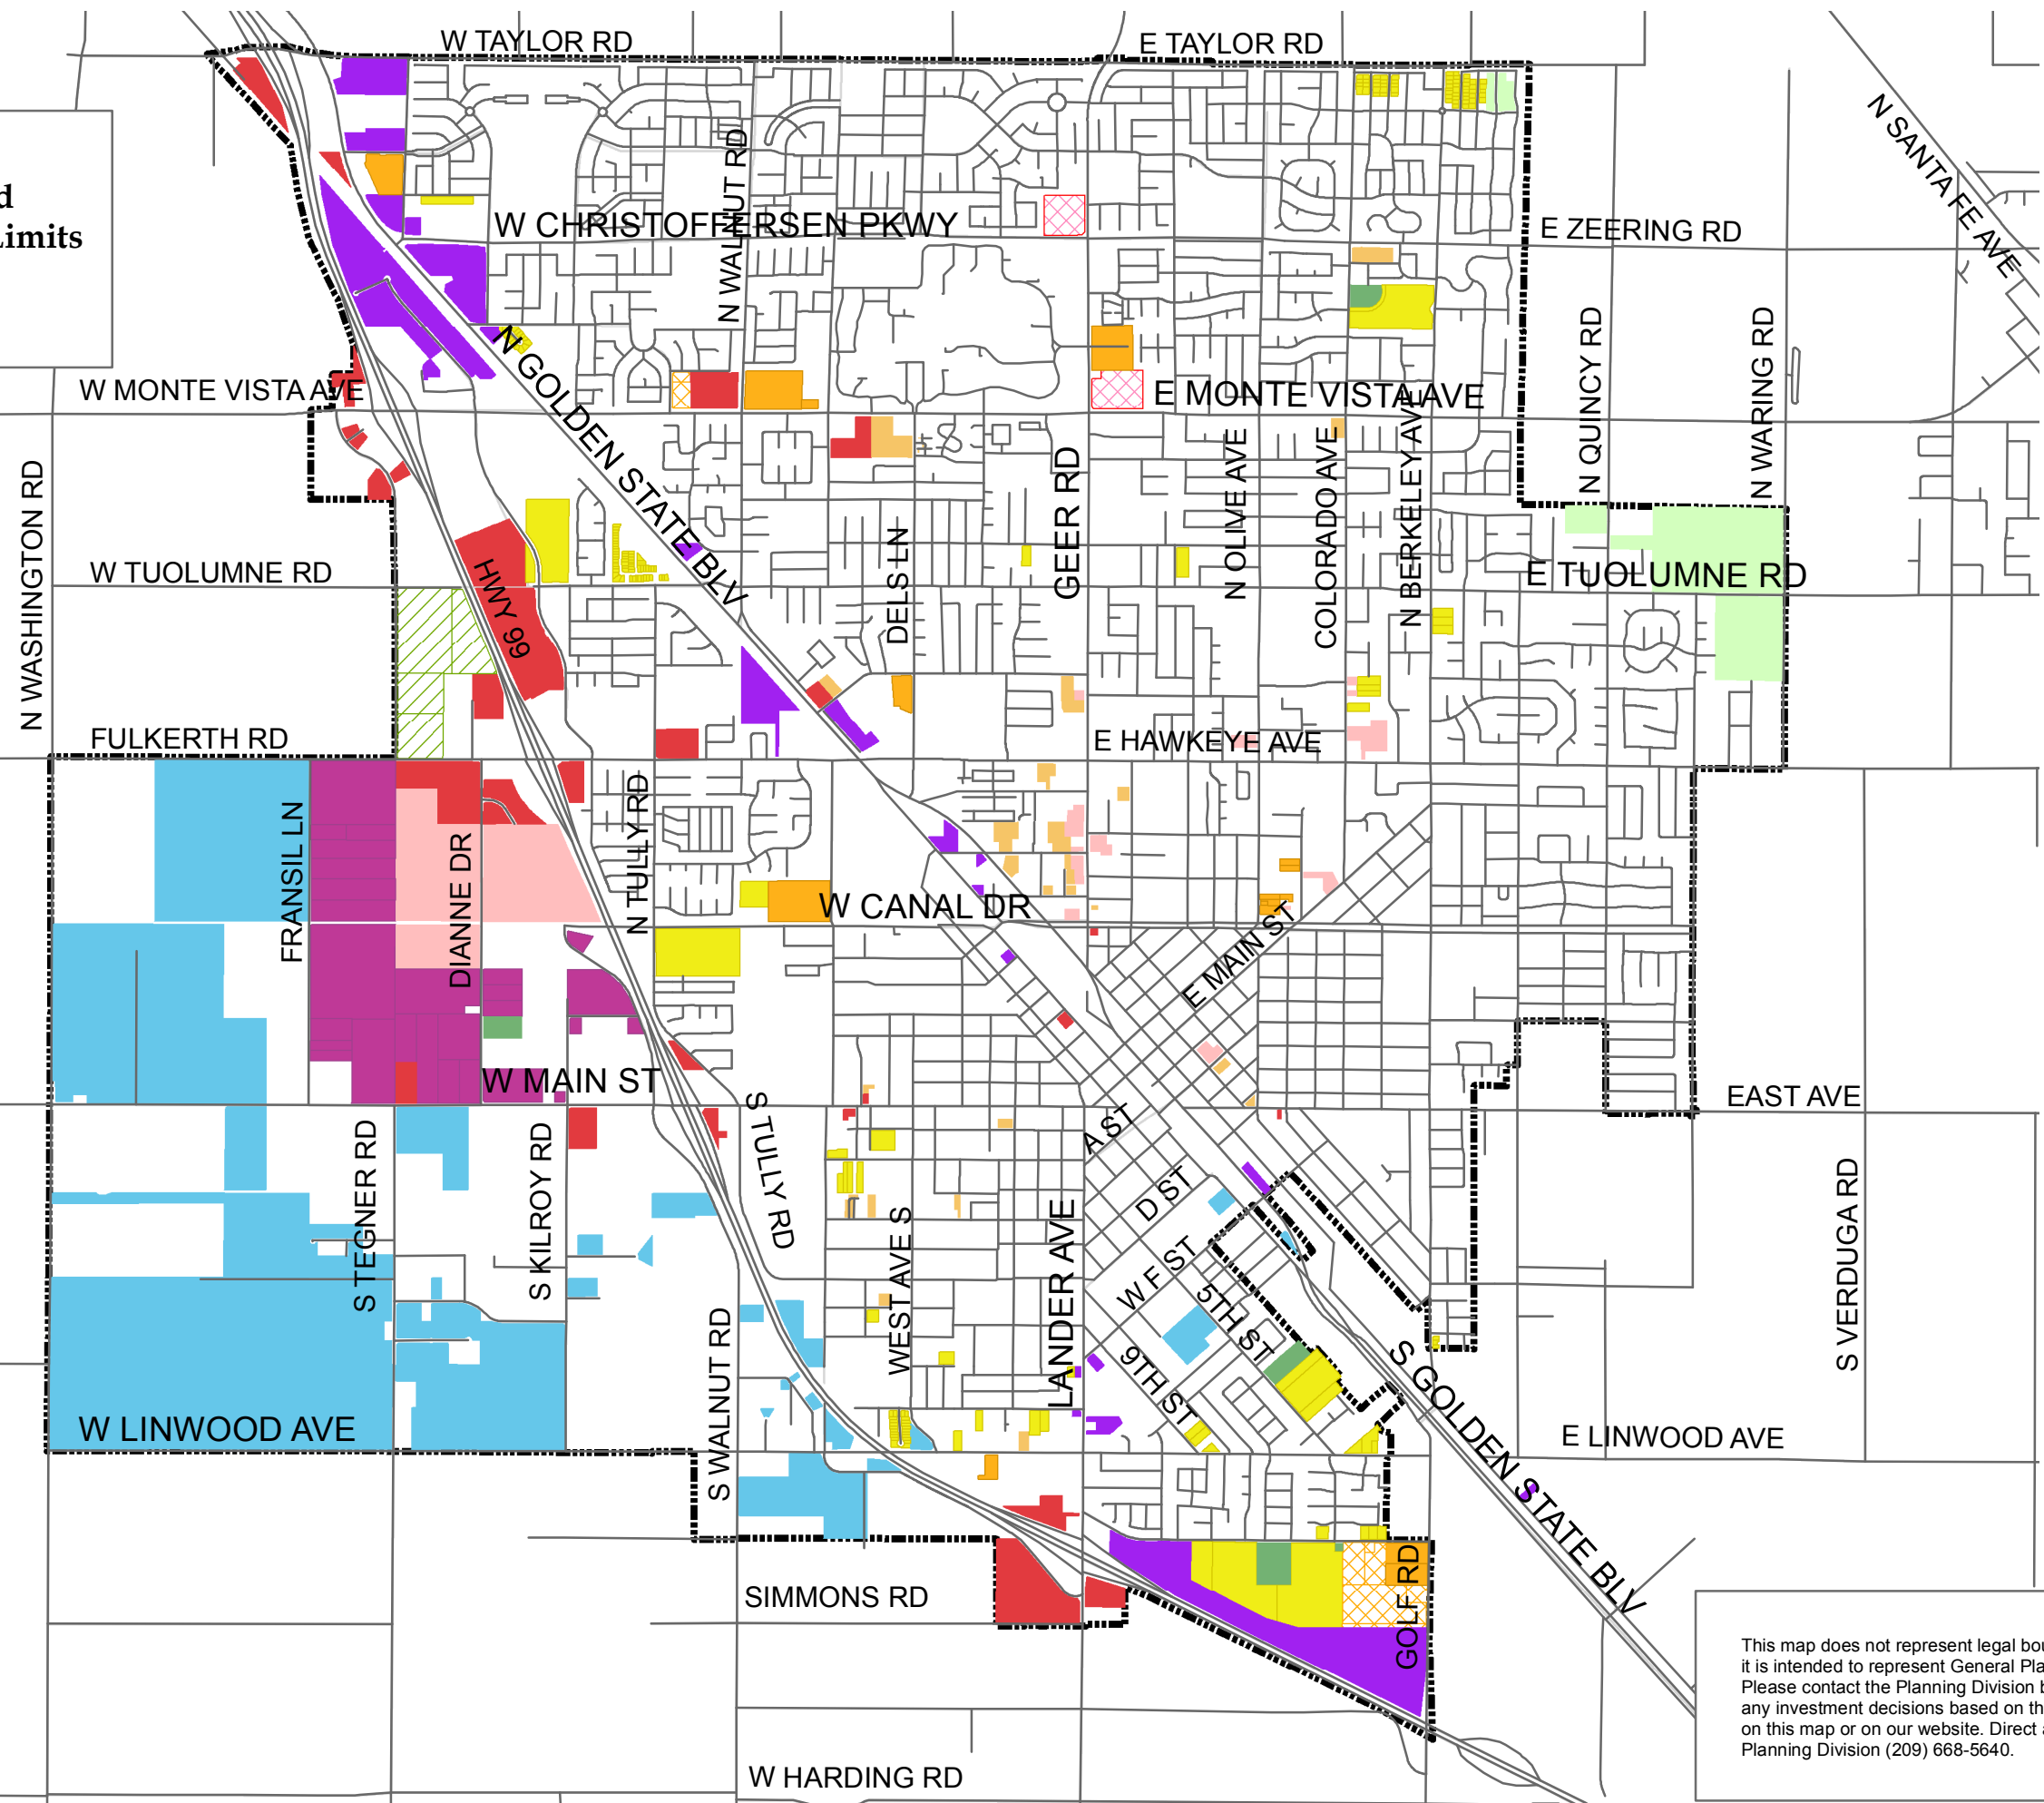 W TAYLOR RD
E TAYLOR RD
N SANTA FE AVE
d
Limits
N WALNUT RD
W CHRISTOFFERSEN PKWY
E ZEERING RD
N GOLDEN STATE BLV
W MONTE VISTA AVE
E MONTE VISTA AVE
N QUINCY RD
N WARING RD
N WASHINGTON RD
GEER RD
N OLIVE AVE
COLORADO AVE
N BERKELEY AVE
W TUOLUMNE RD
HWY 99
DELS LN
E TUOLUMNE RD
FULKERTH RD
E HAWKEYE AVE
FRANSIL LN
DIANNE DR
N TULLY RD
W CANAL DR
E MAIN ST
W MAIN ST
EAST AVE
S TEGNER RD
S KILROY RD
S TULLY RD
A ST
D ST
WEST AVE S
LANDER AVE
W F ST
5TH ST
9TH ST
S VERDUGA RD
S WALNUT RD
S GOLDEN STATE BLV
W LINWOOD AVE
E LINWOOD AVE
SIMMONS RD
GOLF RD
W HARDING RD
This map does not represent legal bou
it is intended to represent General Pla
Please contact the Planning Division b
any investment decisions based on th
on this map or on our website. Direct a
Planning Division (209) 668-5640.